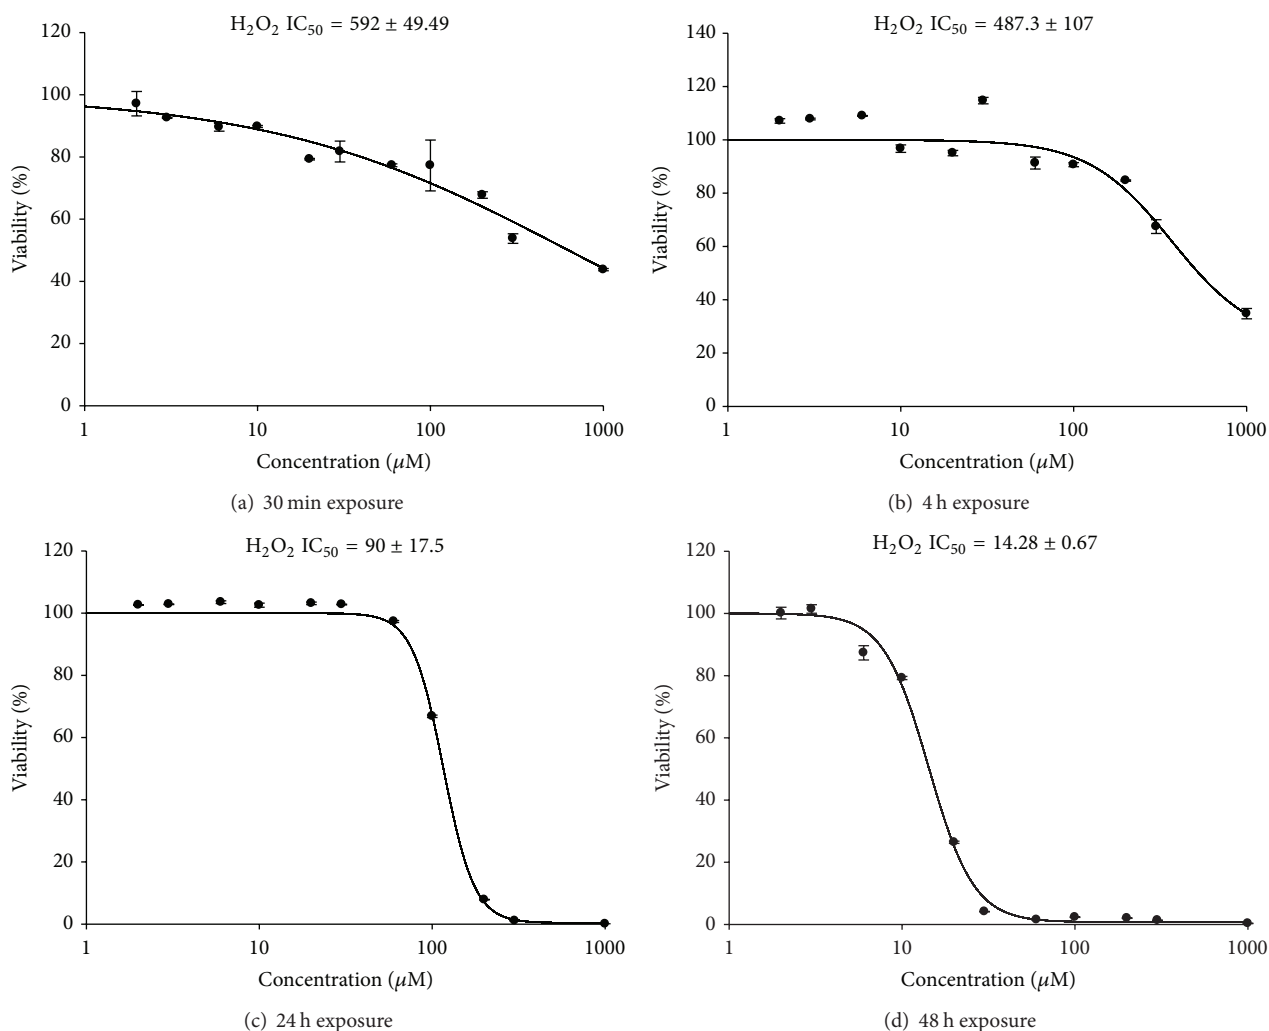 H₂O₂ IC₅₀ = 592 ± 49.49
120
100
80
60
40
20
0
Viability (%)
1 10 100 1000
Concentration (μM)
(a) 30 min exposure
H₂O₂ IC₅₀ = 487.3 ± 107
140
120
100
80
60
40
20
0
Viability (%)
1 10 100 1000
Concentration (μM)
(b) 4 h exposure
H₂O₂ IC₅₀ = 90 ± 17.5
120
100
80
60
40
20
0
Viability (%)
1 10 100 1000
Concentration (μM)
(c) 24 h exposure
H₂O₂ IC₅₀ = 14.28 ± 0.67
120
100
80
60
40
20
0
Viability (%)
1 10 100 1000
Concentration (μM)
(d) 48 h exposure